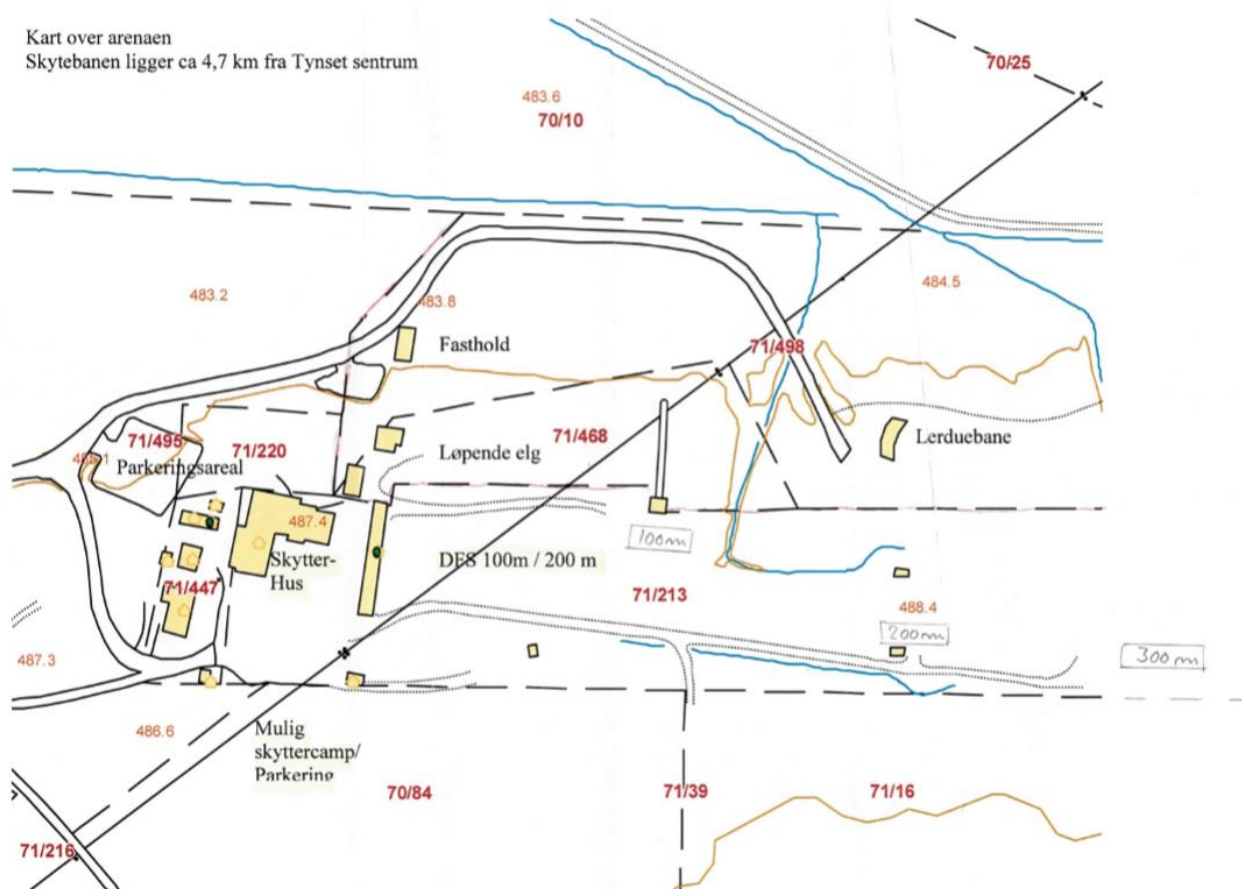 Kart over arenaen
Skytebanen ligger ca 4,7 km fra Tynset sentrum
70/25
483.6
70/10
483.2
483.8
484.5
Fasthold
71/498
71/495
71/220
71/468
Lerduebane
Parkeringsareal
Løpende elg
487.4
100m
Skytter-
Hus
DFS 100m / 200 m
71/447
71/213
488.4
200m
487.3
300m
486.6
Mulig
skyttercamp/
Parkering
70/84
71/39
71/16
71/216